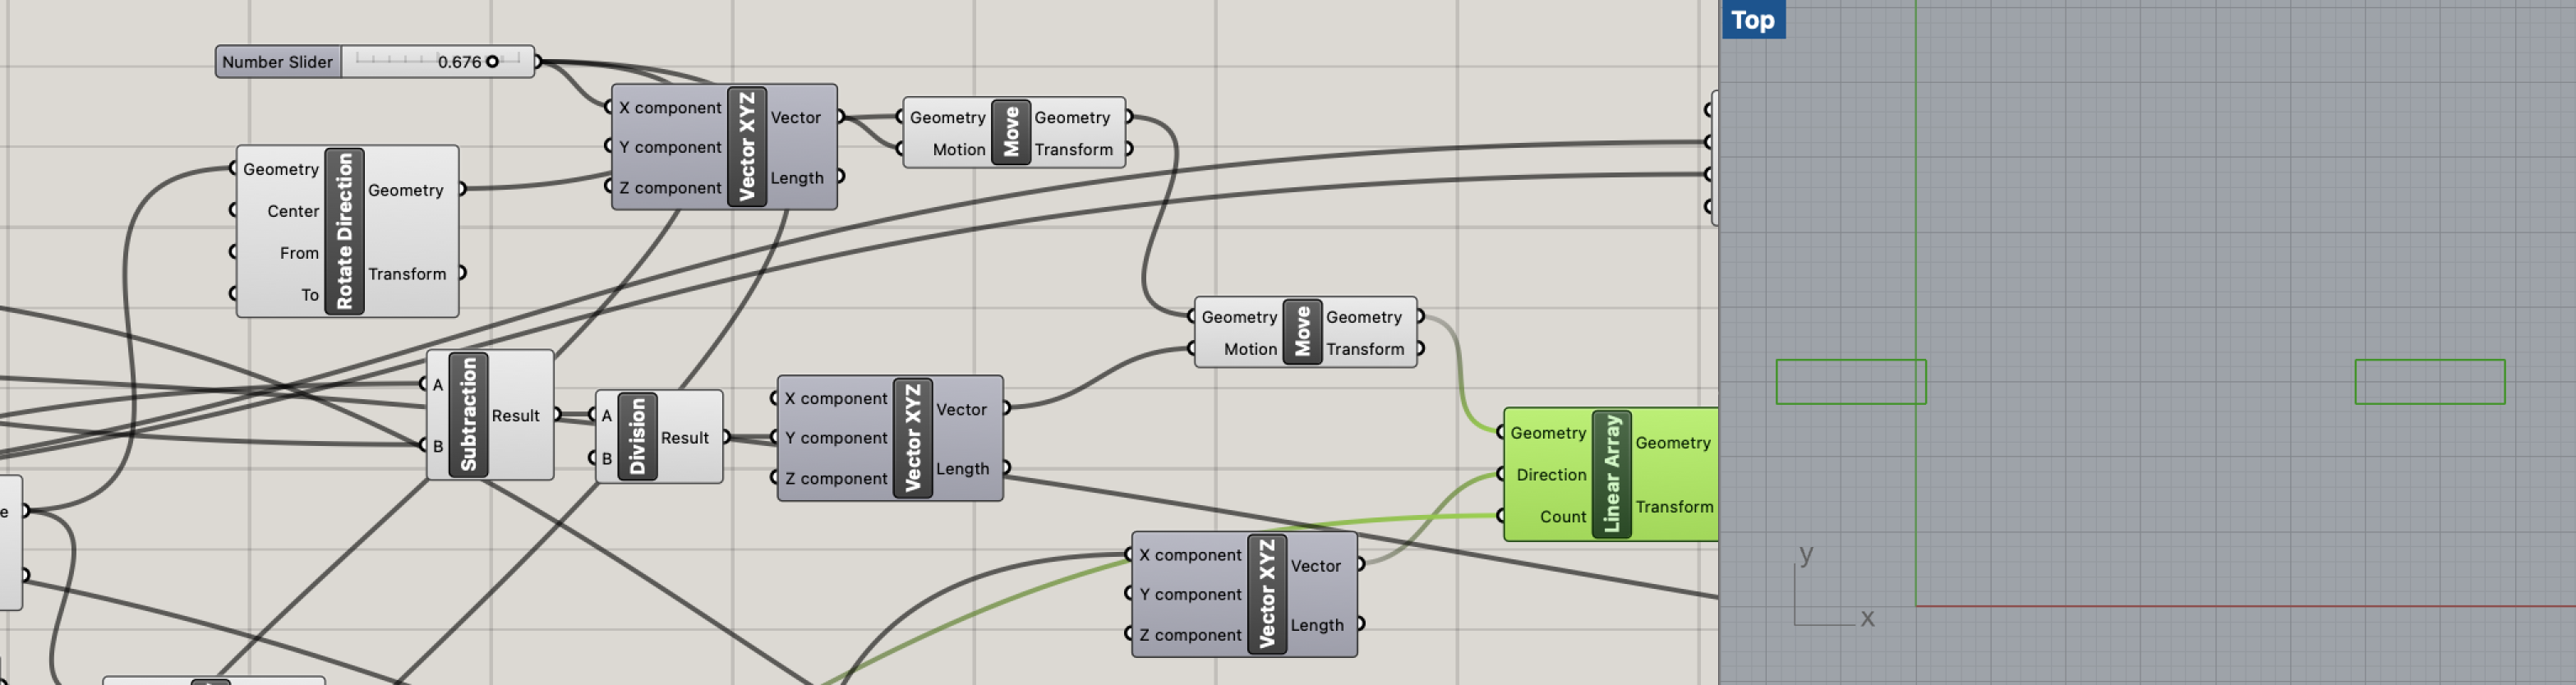 Number Slider 0.676
X component
Y component
Z component
Vector XYZ
Vector
Length
Geometry
Motion
Move
Geometry
Transform
Geometry
Center
From
To
Rotate Direction
Geometry
Transform
Geometry
Motion
Move
Geometry
Transform
A
B
Subtraction
Result
A
B
Division
Result
X component
Y component
Z component
Vector XYZ
Vector
Length
Geometry
Direction
Count
Linear Array
Geometry
Transform
e
X component
Y component
Z component
Vector XYZ
Vector
Length
Top
y
x